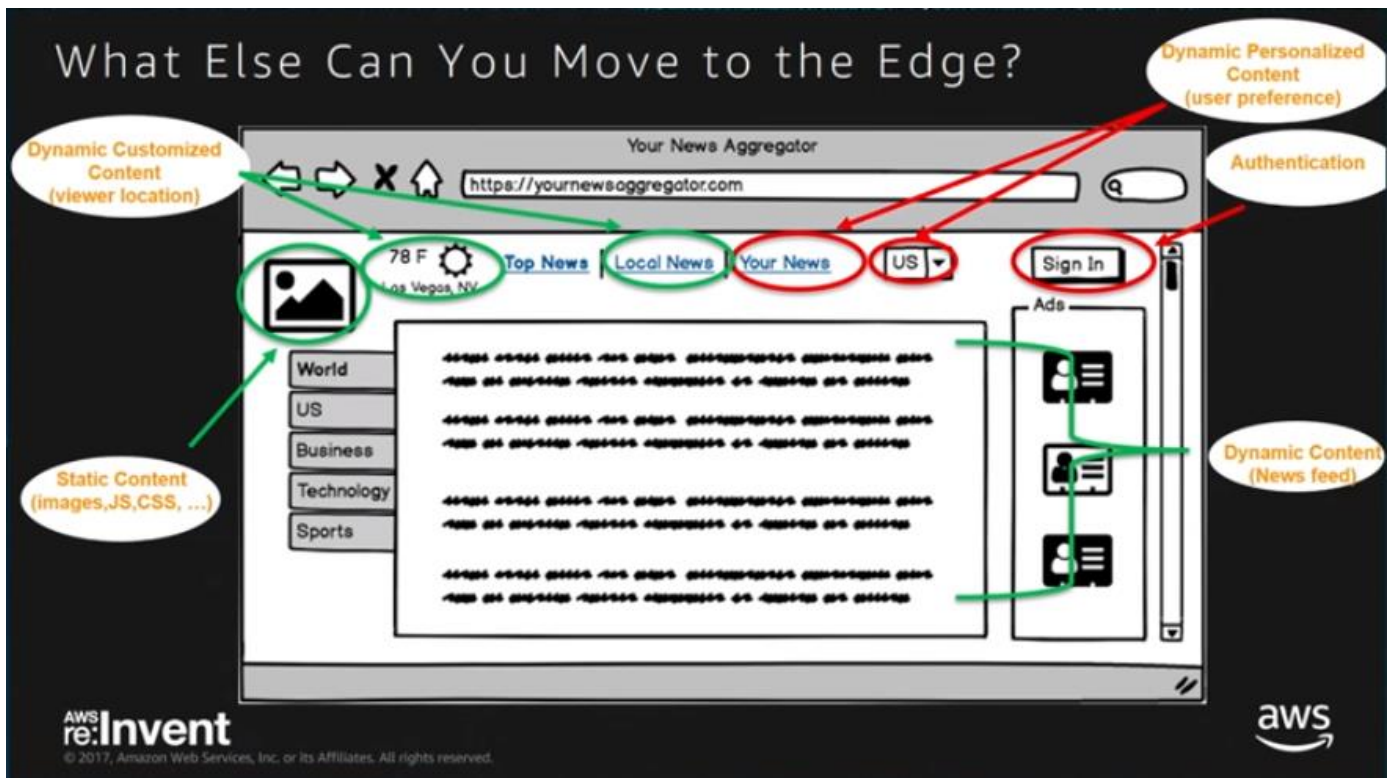 What Else Can You Move to the Edge?
Dynamic Personalized
Content
(user preference)
Dynamic Customized
Content
(viewer location)
Authentication
Your News Aggregator
https://yournewsaggregator.com
78 F
Las Vegas, NV
Top News
Local News
Your News
US
Sign In
Ads
World
US
Business
Technology
Sports
Static Content
(images,JS,CSS, ...)
Dynamic Content
(News feed)
AWS
re:Invent
© 2017, Amazon Web Services, Inc. or its Affiliates. All rights reserved.
aws